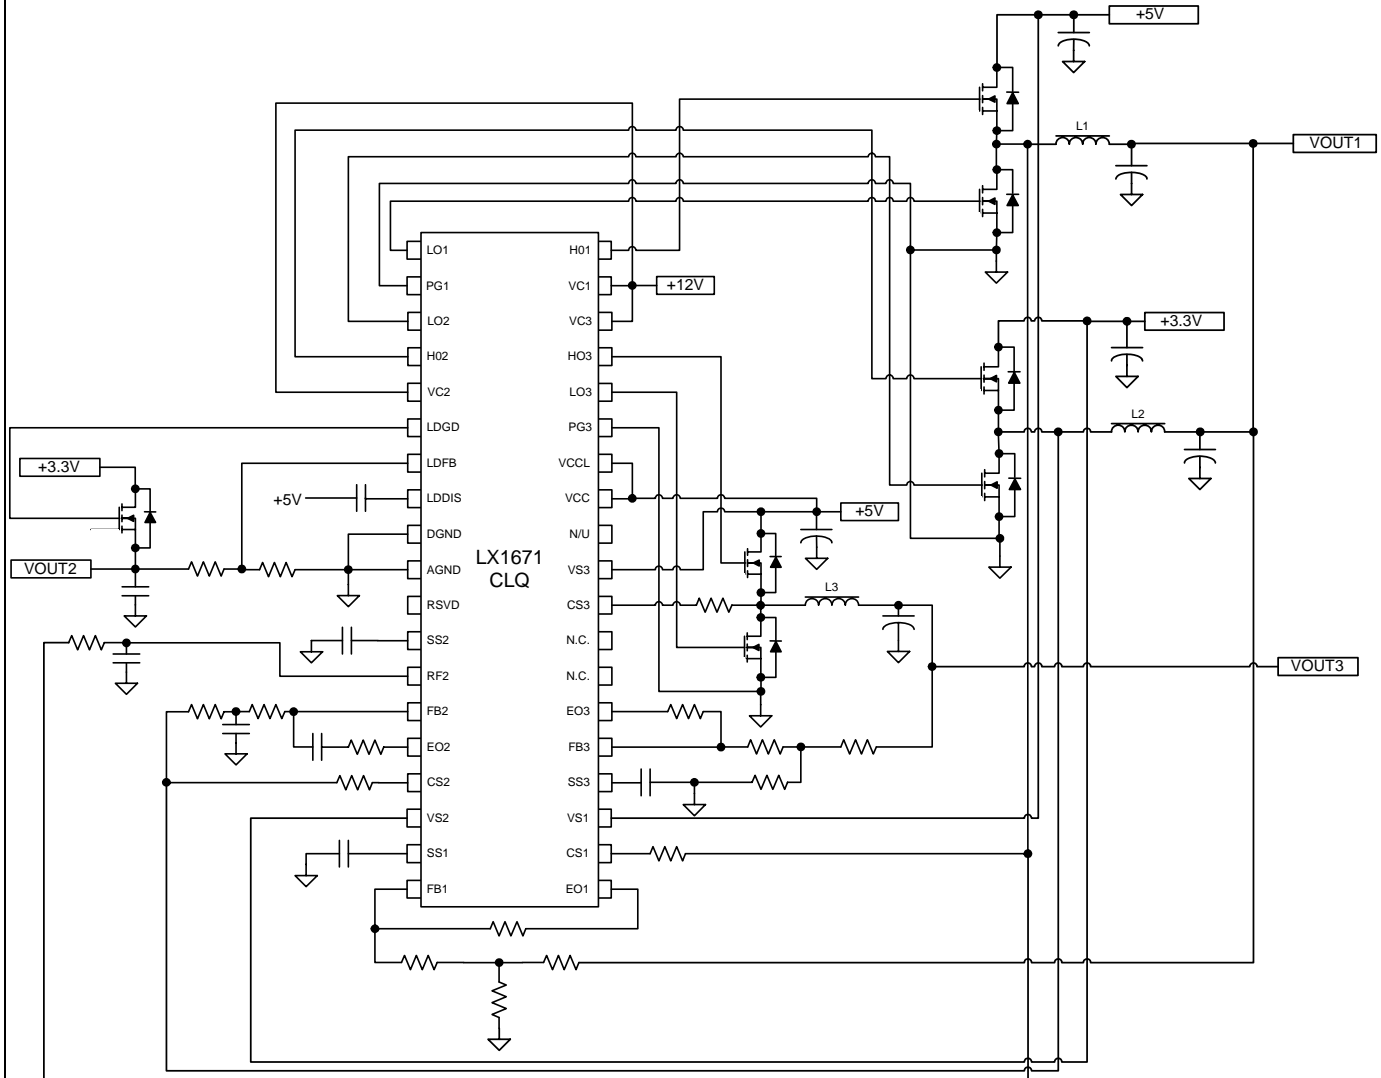 +5V
L1
VOUT1
LO1
H01
PG1
VC1
+12V
LO2
VC3
+3.3V
H02
HO3
VC2
LO3
L2
LDGD
PG3
+3.3V
LDFB
VCCL
+5V
LDDIS
VCC
+5V
DGND
N/U
LX1671
CLQ
VOUT2
AGND
VS3
L3
RSVD
CS3
SS2
N.C.
VOUT3
RF2
N.C.
FB2
EO3
EO2
FB3
CS2
SS3
VS2
VS1
SS1
CS1
FB1
EO1